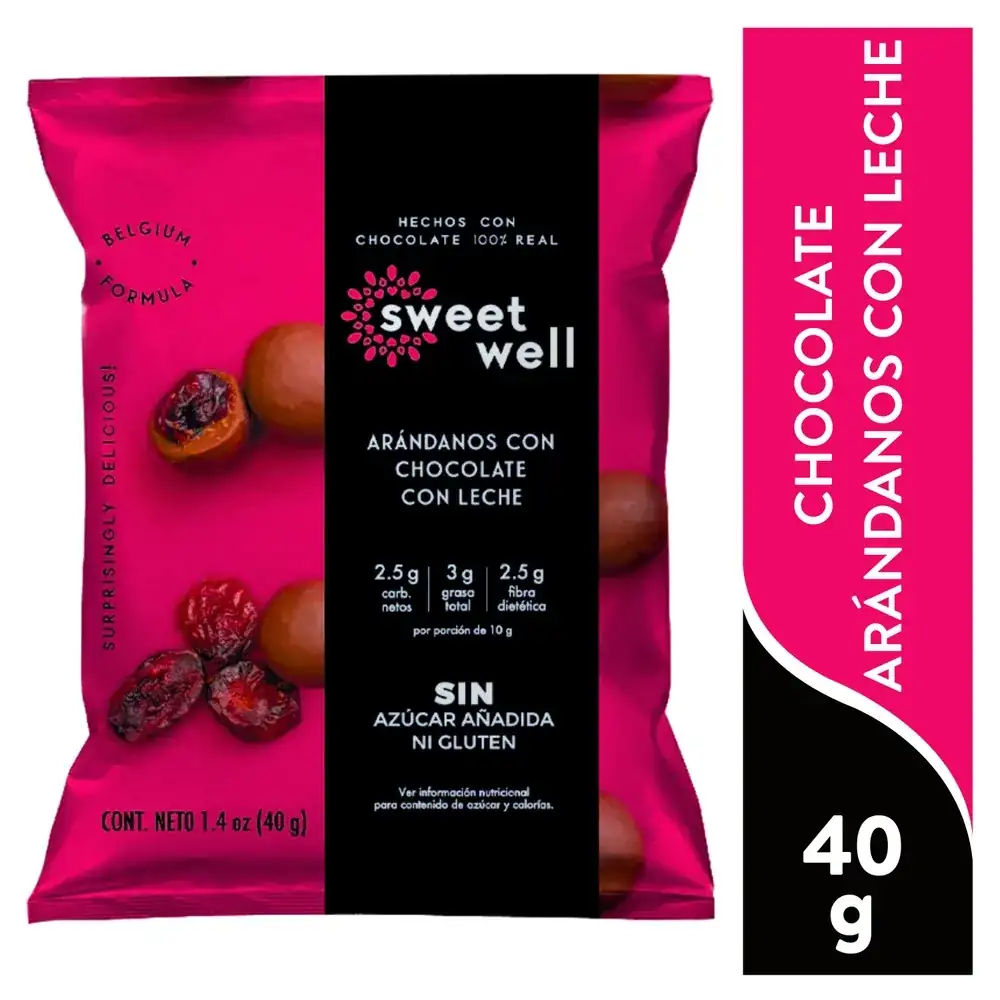 BELGIUM
FORMULA
SURPRISINGLY DELICIOUS!
CONT. NETO 1.4 oz (40 g)
HECHOS CON
CHOCOLATE 100% REAL
sweet
well
ARÁNDANOS CON
CHOCOLATE
CON LECHE
2.5 g
carb.
netos
3 g
grasa
total
2.5 g
fibra
dietética
por porción de 10 g
SIN
AZÚCAR AÑADIDA
NI GLUTEN
Ver información nutricional
para contenido de azúcar y calorías.
CHOCOLATE
ARÁNDANOS CON LECHE
40
g